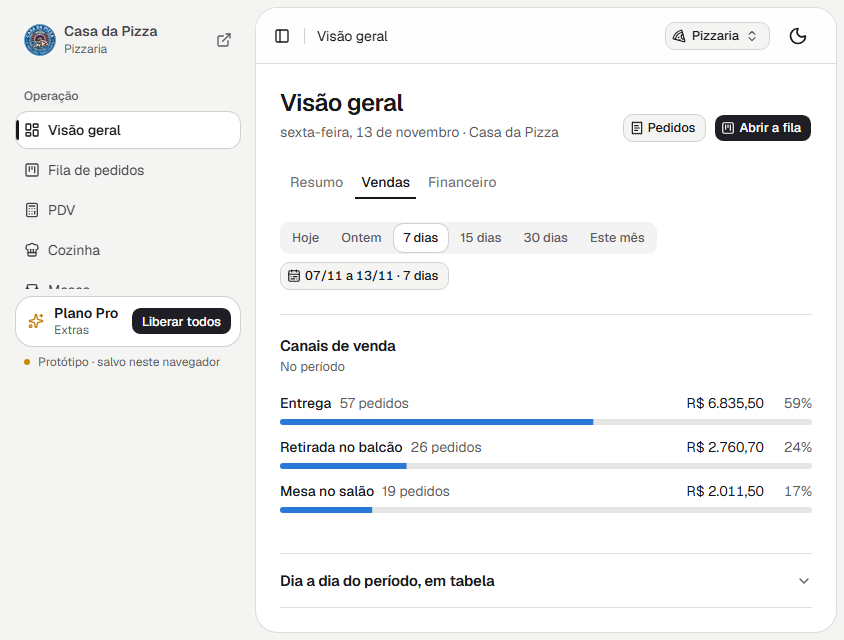 Casa da Pizza
Pizzaria
Operação
Visão geral
Fila de pedidos
PDV
Cozinha
Plano Pro
Extras
Liberar todos
Protótipo · salvo neste navegador
Visão geral
Pizzaria
Visão geral
sexta-feira, 13 de novembro · Casa da Pizza
Pedidos
Abrir a fila
Resumo Vendas Financeiro
Hoje Ontem 7 dias 15 dias 30 dias Este mês
07/11 a 13/11 · 7 dias
Canais de venda
No período
Entrega 57 pedidos R$ 6.835,50 59%
Retirada no balcão 26 pedidos R$ 2.760,70 24%
Mesa no salão 19 pedidos R$ 2.011,50 17%
Dia a dia do período, em tabela